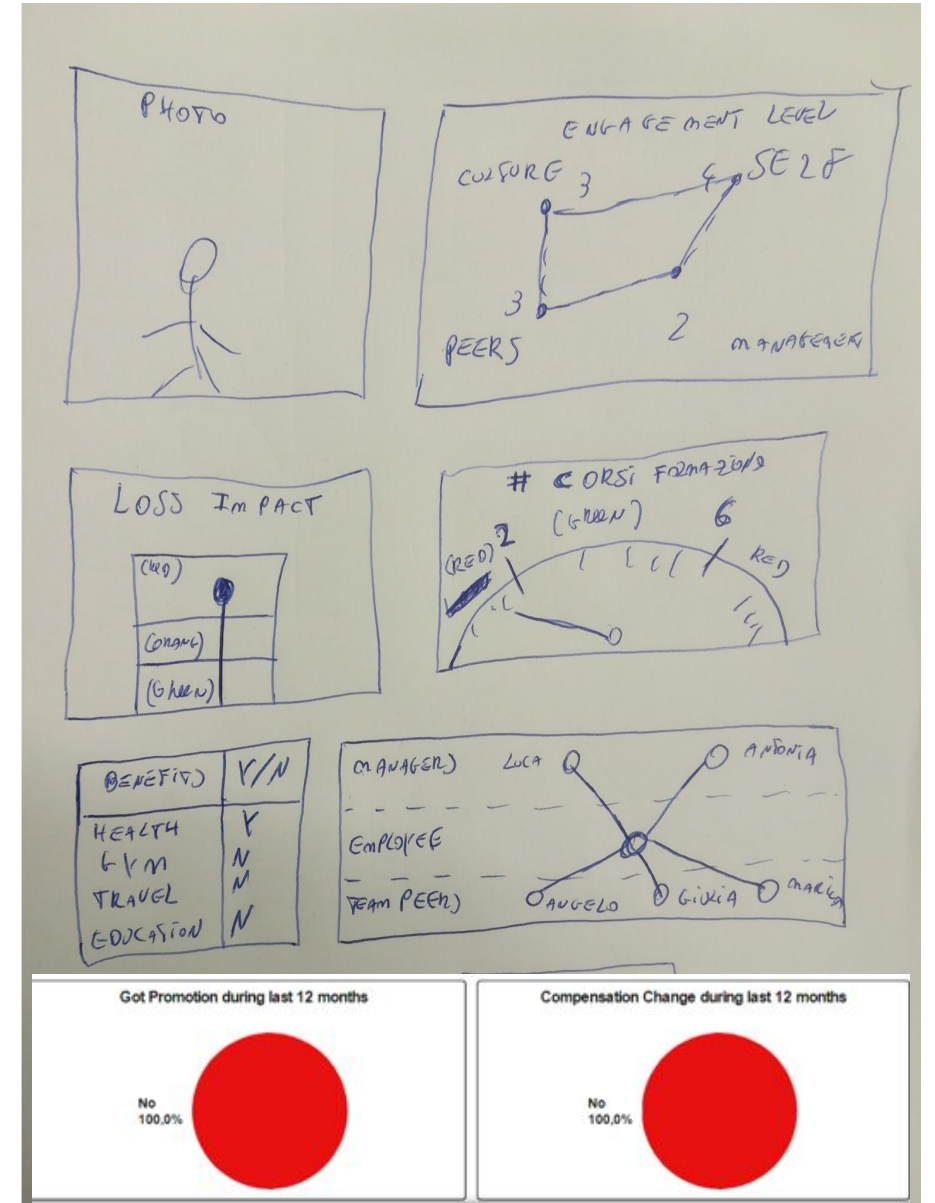 PHOTO
ENGAGEMENT LEVEL
CULTURE 3
4 SELF
3
PEERS
2
MANAGEMENT
LOSS IMPACT
(RED)
(ORANG)
(GREEN)
# CORSI FORMAZIONE
(GREEN)
(RED) 2
6
RED
BENEFITS Y/N
HEALTH Y
GYM N
TRAVEL N
EDUCATION N
MANAGERS LUCA ANTONIA
EMPLOYEE
TEAM PEERS ANGELO GIULIA MARISA
Got Promotion during last 12 months
No
100,0%
Compensation Change during last 12 months
No
100,0%